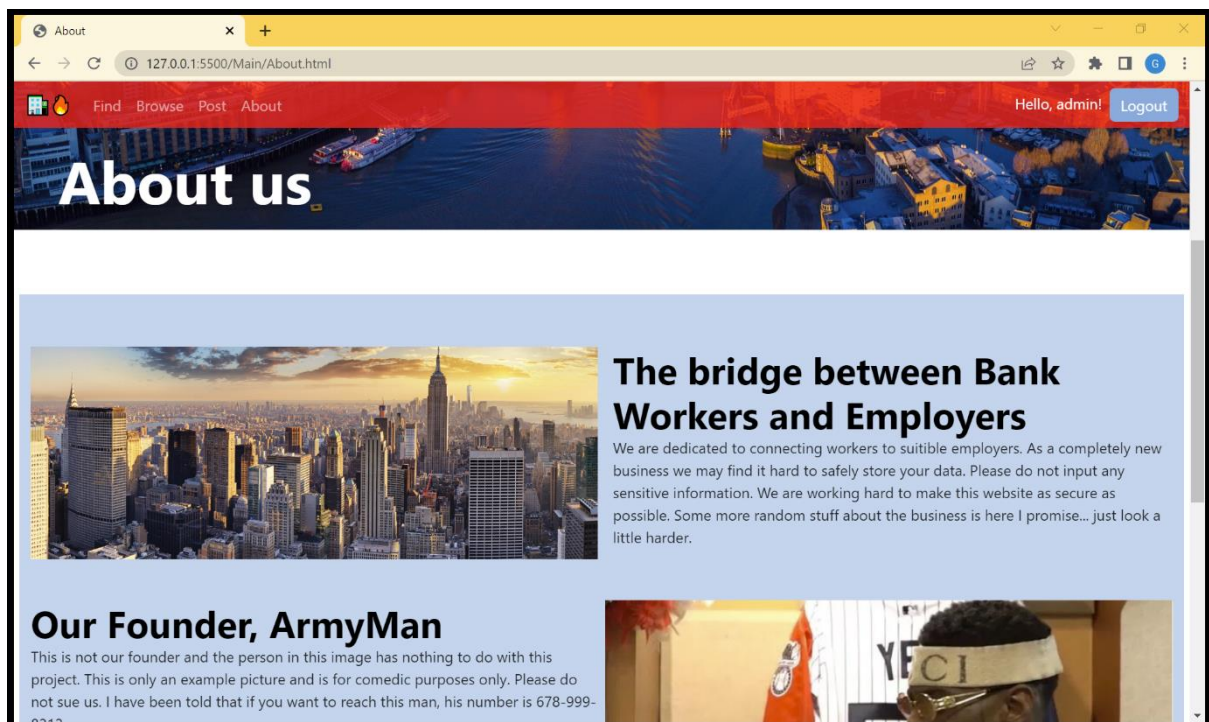 About
127.0.0.1:5500/Main/About.html
G
Find Browse Post About
Hello, admin! Logout
About us
The bridge between Bank
Workers and Employers
We are dedicated to connecting workers to suitible employers. As a completely new
business we may find it hard to safely store your data. Please do not input any
sensitive information. We are working hard to make this website as secure as
possible. Some more random stuff about the business is here I promise... just look a
little harder.
Our Founder, ArmyMan
This is not our founder and the person in this image has nothing to do with this
project. This is only an example picture and is for comedic purposes only. Please do
not sue us. I have been told that if you want to reach this man, his number is 678-999-
YE
CI